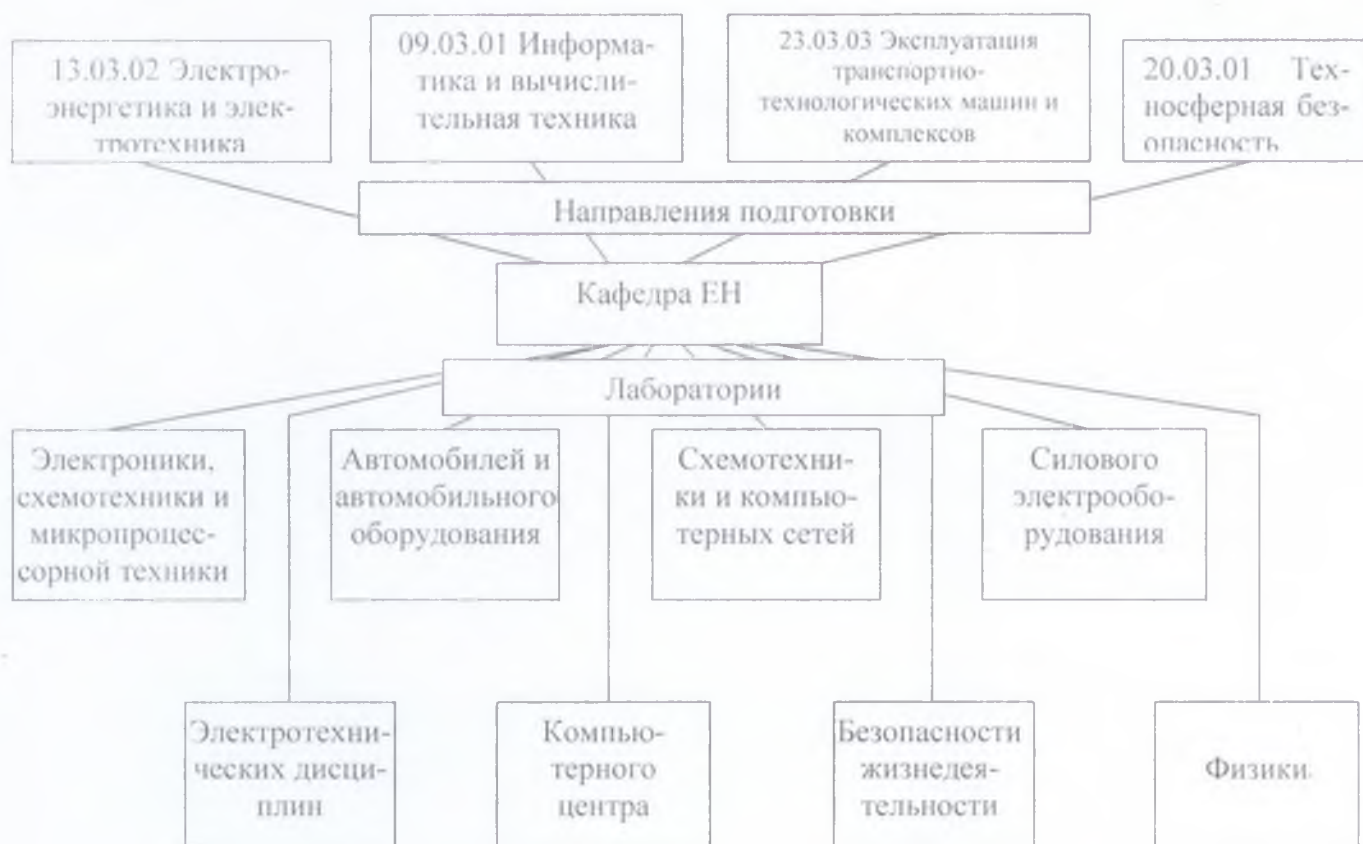 13.03.02 Электро-
энергетика и элек-
тротехника
09.03.01 Информа-
тика и вычисли-
тельная техника
23.03.03 Эксплуатация
транспортно-
технологических машин и
комплексов
20.03.01 Тех-
носферная без-
опасность
Направления подготовки
Кафедра ЕН
Лаборатории
Электроники,
схемотехники и
микропроцес-
сорной техники
Автомобилей и
автомобильного
оборудования
Схемотехни-
ки и компью-
терных сетей
Силового
электрообо-
рудования
Электротехни-
ческих дисци-
плин
Компью-
терного
центра
Безопасности
жизнедея-
тельности
Физики